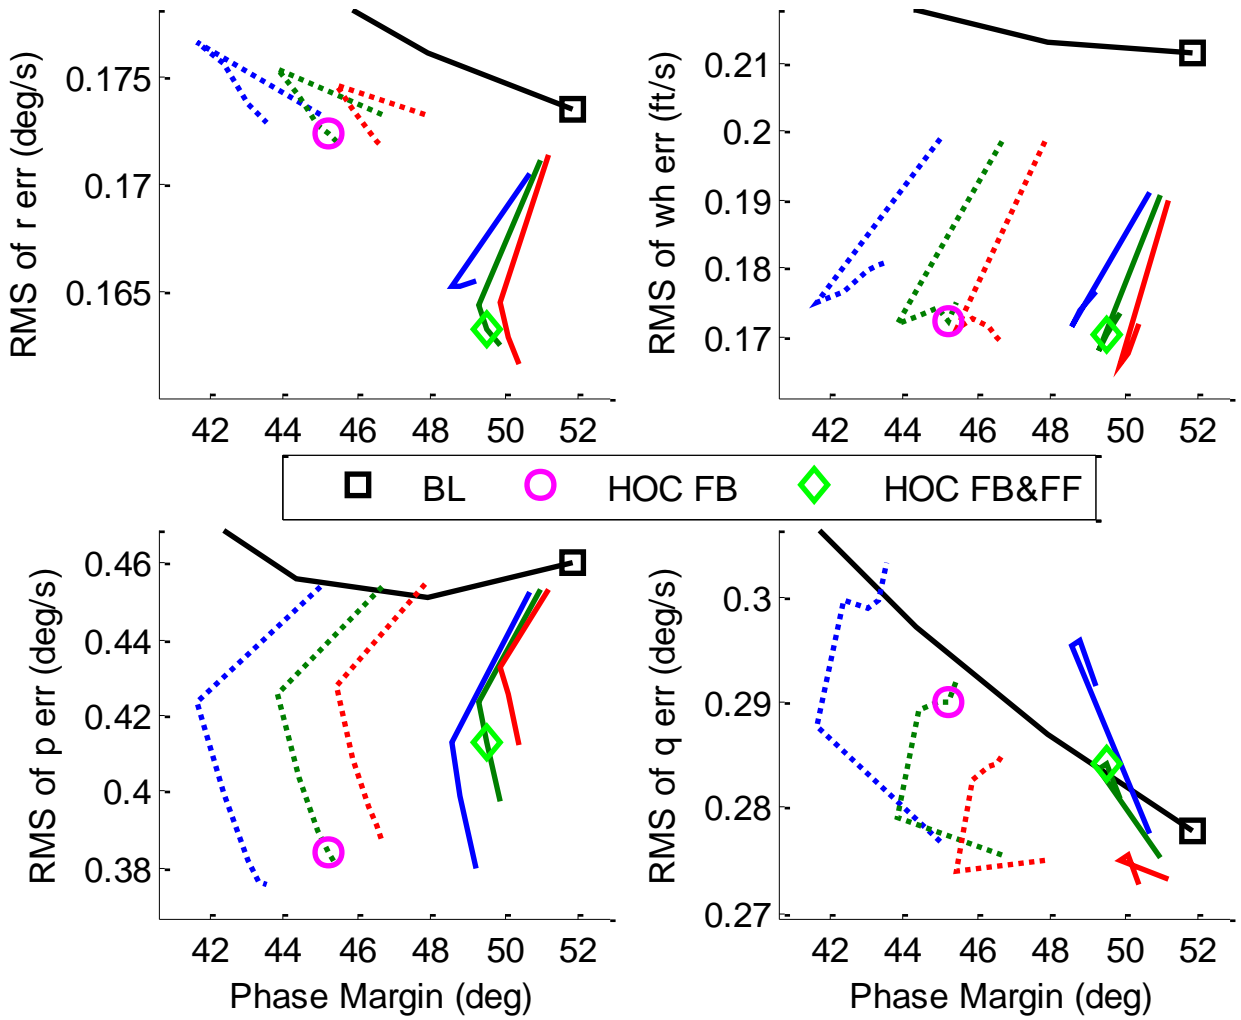 RMS of r err (deg/s)
0.175
0.17
0.165
42 44 46 48 50 52
RMS of wh err (ft/s)
0.21
0.2
0.19
0.18
0.17
42 44 46 48 50 52
BL HOC FB HOC FB&FF
RMS of p err (deg/s)
0.46
0.44
0.42
0.4
0.38
42 44 46 48 50 52
Phase Margin (deg)
RMS of q err (deg/s)
0.3
0.29
0.28
0.27
42 44 46 48 50 52
Phase Margin (deg)